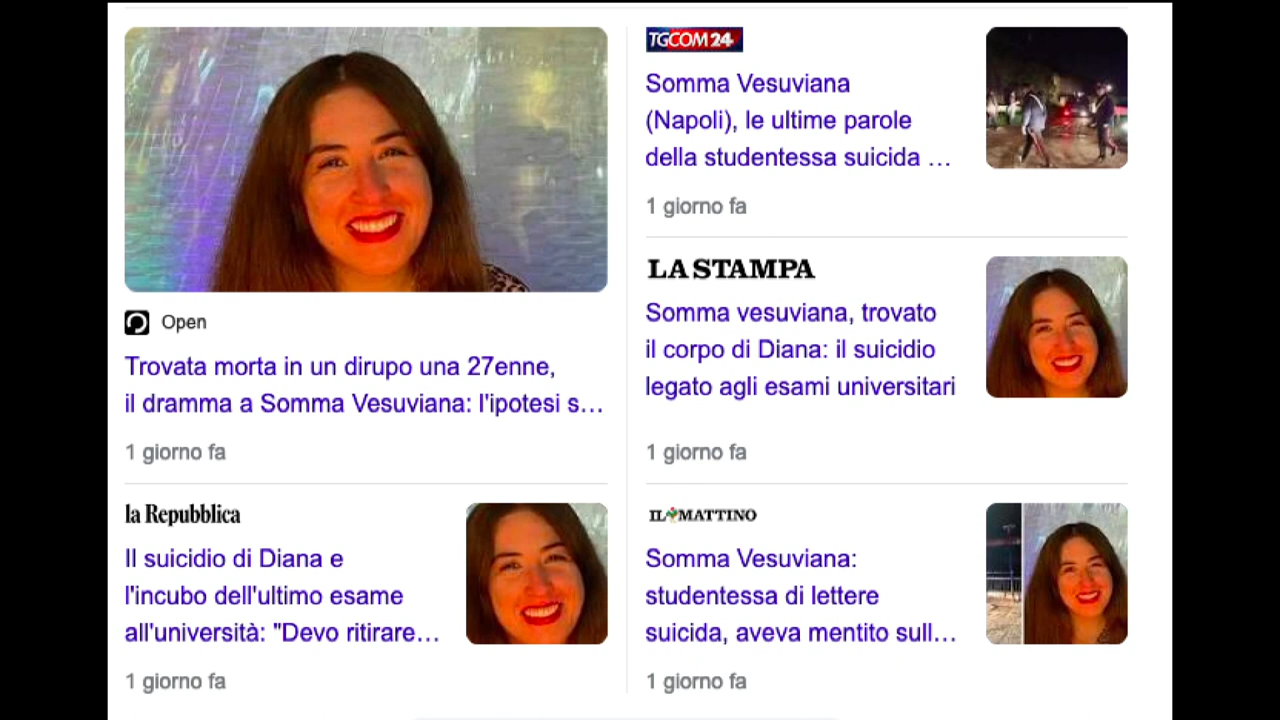 Open
Trovata morta in un dirupo una 27enne,
il dramma a Somma Vesuviana: l'ipotesi s...
1 giorno fa
la Repubblica
Il suicidio di Diana e
l'incubo dell'ultimo esame
all'università: "Devo ritirare...
1 giorno fa
TGCOM 24
Somma Vesuviana
(Napoli), le ultime parole
della studentessa suicida ...
1 giorno fa
LA STAMPA
Somma vesuviana, trovato
il corpo di Diana: il suicidio
legato agli esami universitari
1 giorno fa
IL MATTINO
Somma Vesuviana:
studentessa di lettere
suicida, aveva mentito sull...
1 giorno fa